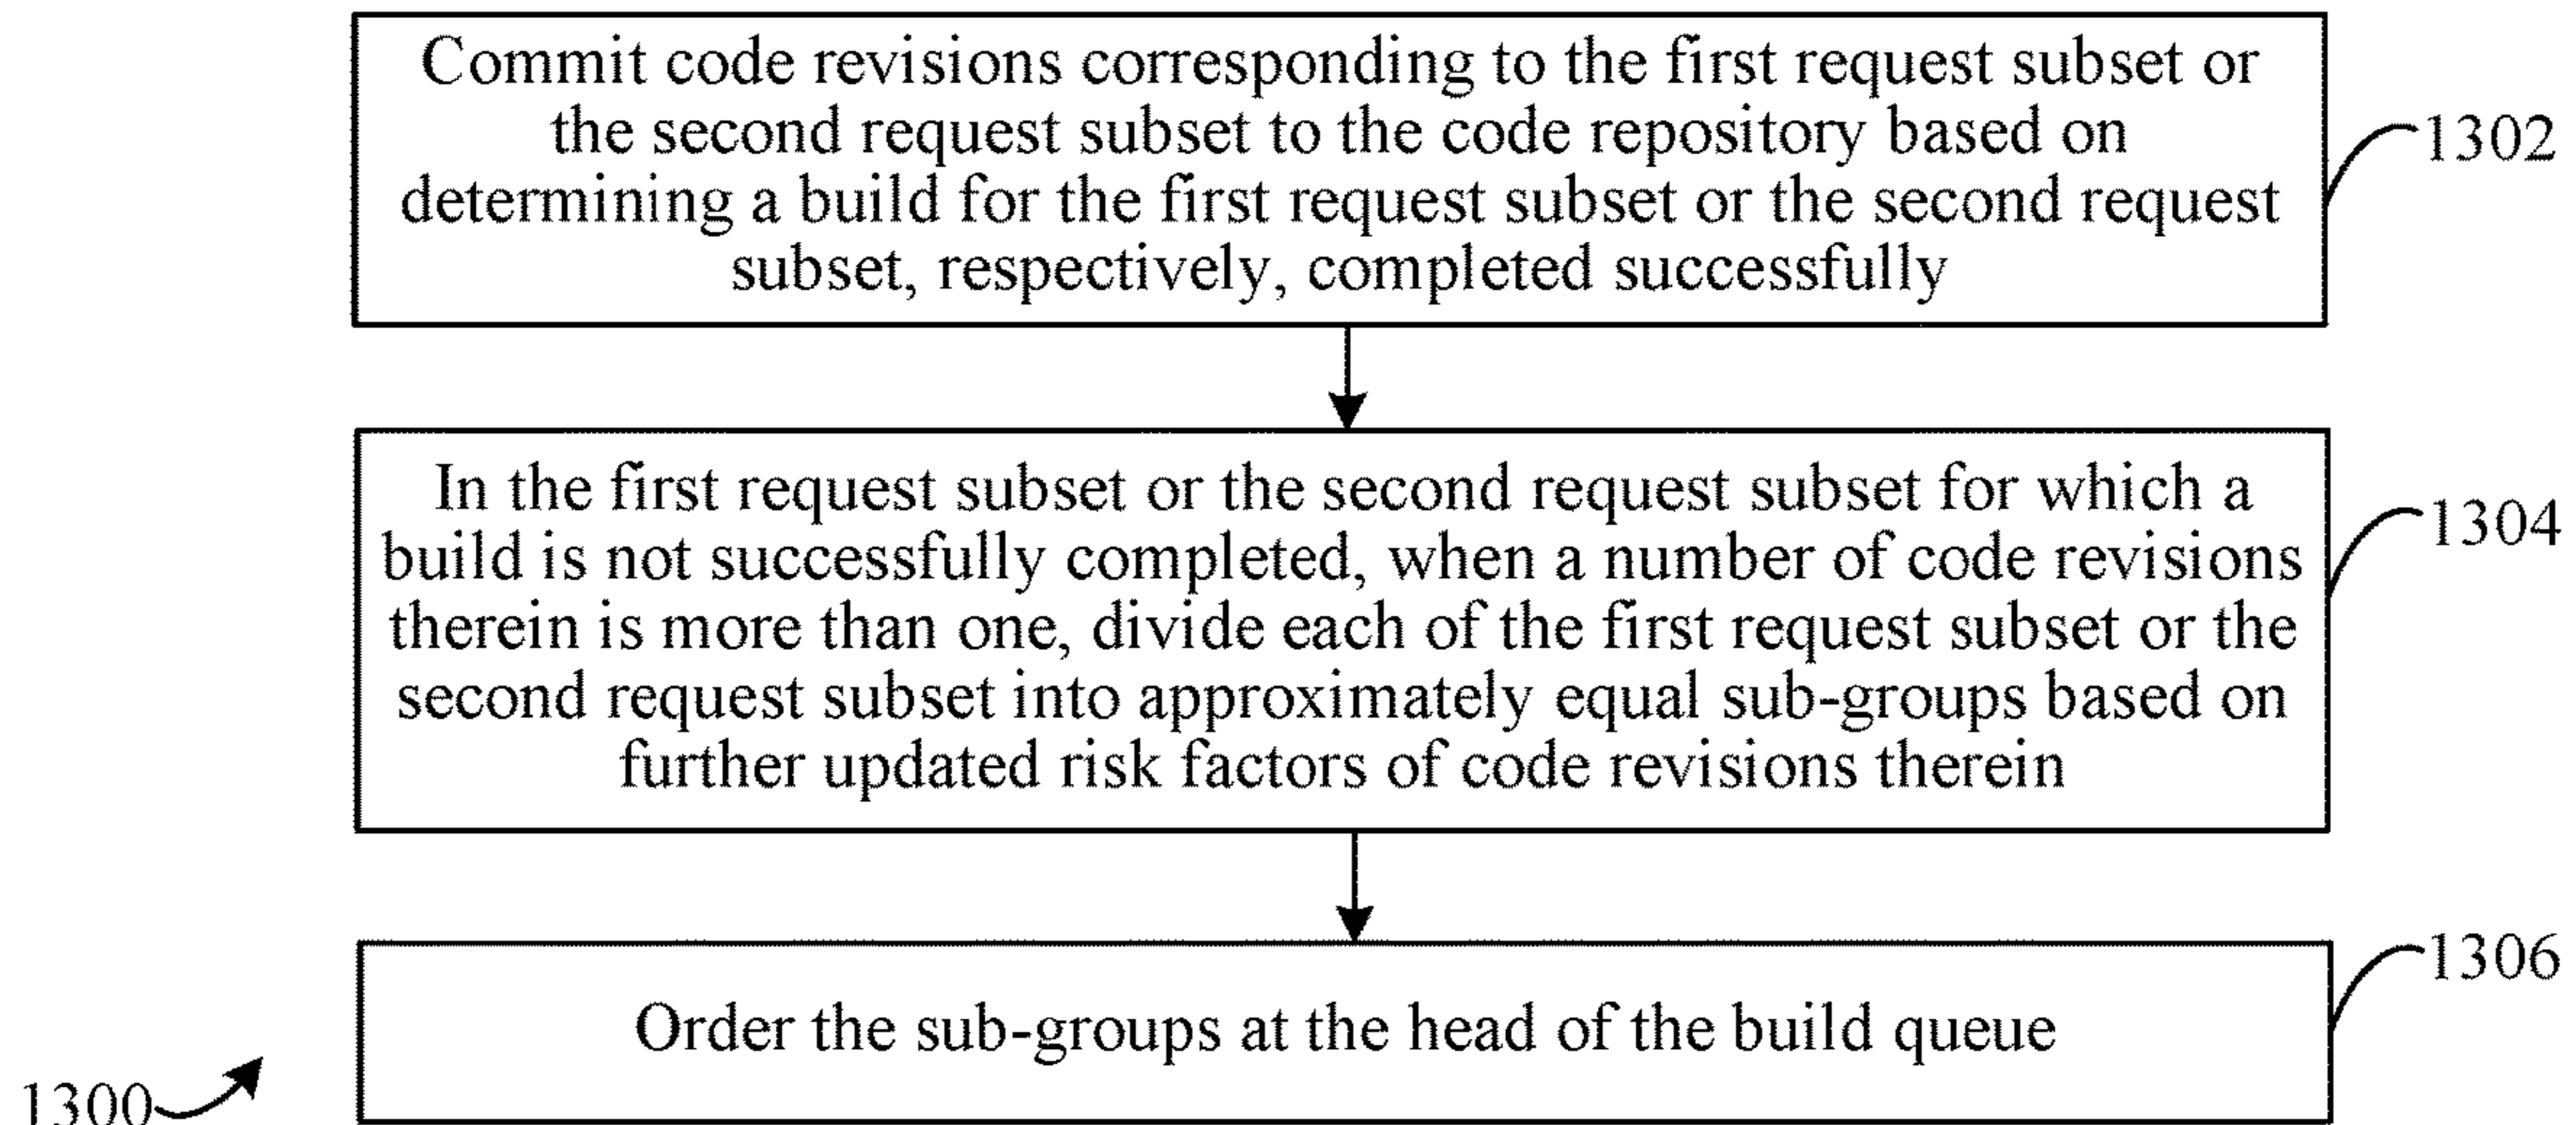 Commit code revisions corresponding to the first request subset or
the second request subset to the code repository based on
determining a build for the first request subset or the second request
subset, respectively, completed successfully
1302
In the first request subset or the second request subset for which a
build is not successfully completed, when a number of code revisions
therein is more than one, divide each of the first request subset or the
second request subset into approximately equal sub-groups based on
further updated risk factors of code revisions therein
1304
Order the sub-groups at the head of the build queue
1306
1300